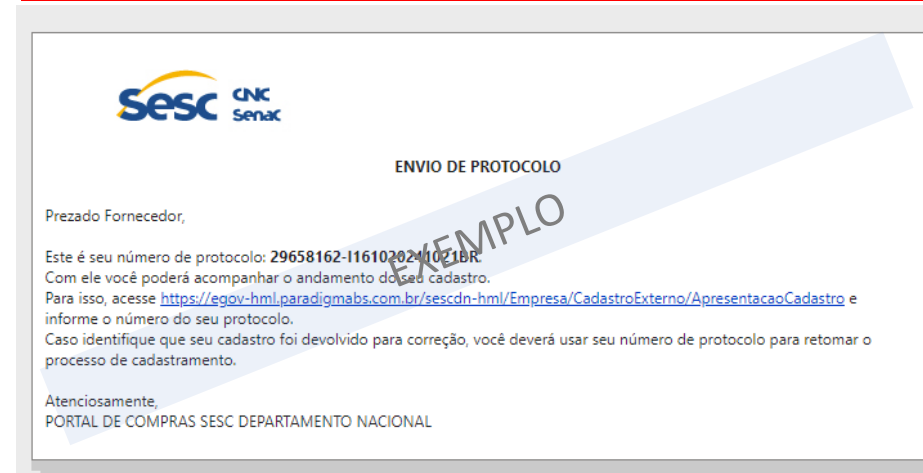 Sesc CNC
Senac
ENVIO DE PROTOCOLO
Prezado Fornecedor,
EXEMPLO
Este é seu número de protocolo: 29658162-I161020241021BR.
Com ele você poderá acompanhar o andamento do seu cadastro.
Para isso, acesse https://egov-hml.paradigmabs.com.br/sescdn-hml/Empresa/CadastroExterno/ApresentacaoCadastro e
informe o número do seu protocolo.
Caso identifique que seu cadastro foi devolvido para correção, você deverá usar seu número de protocolo para retomar o
processo de cadastramento.
Atenciosamente,
PORTAL DE COMPRAS SESC DEPARTAMENTO NACIONAL